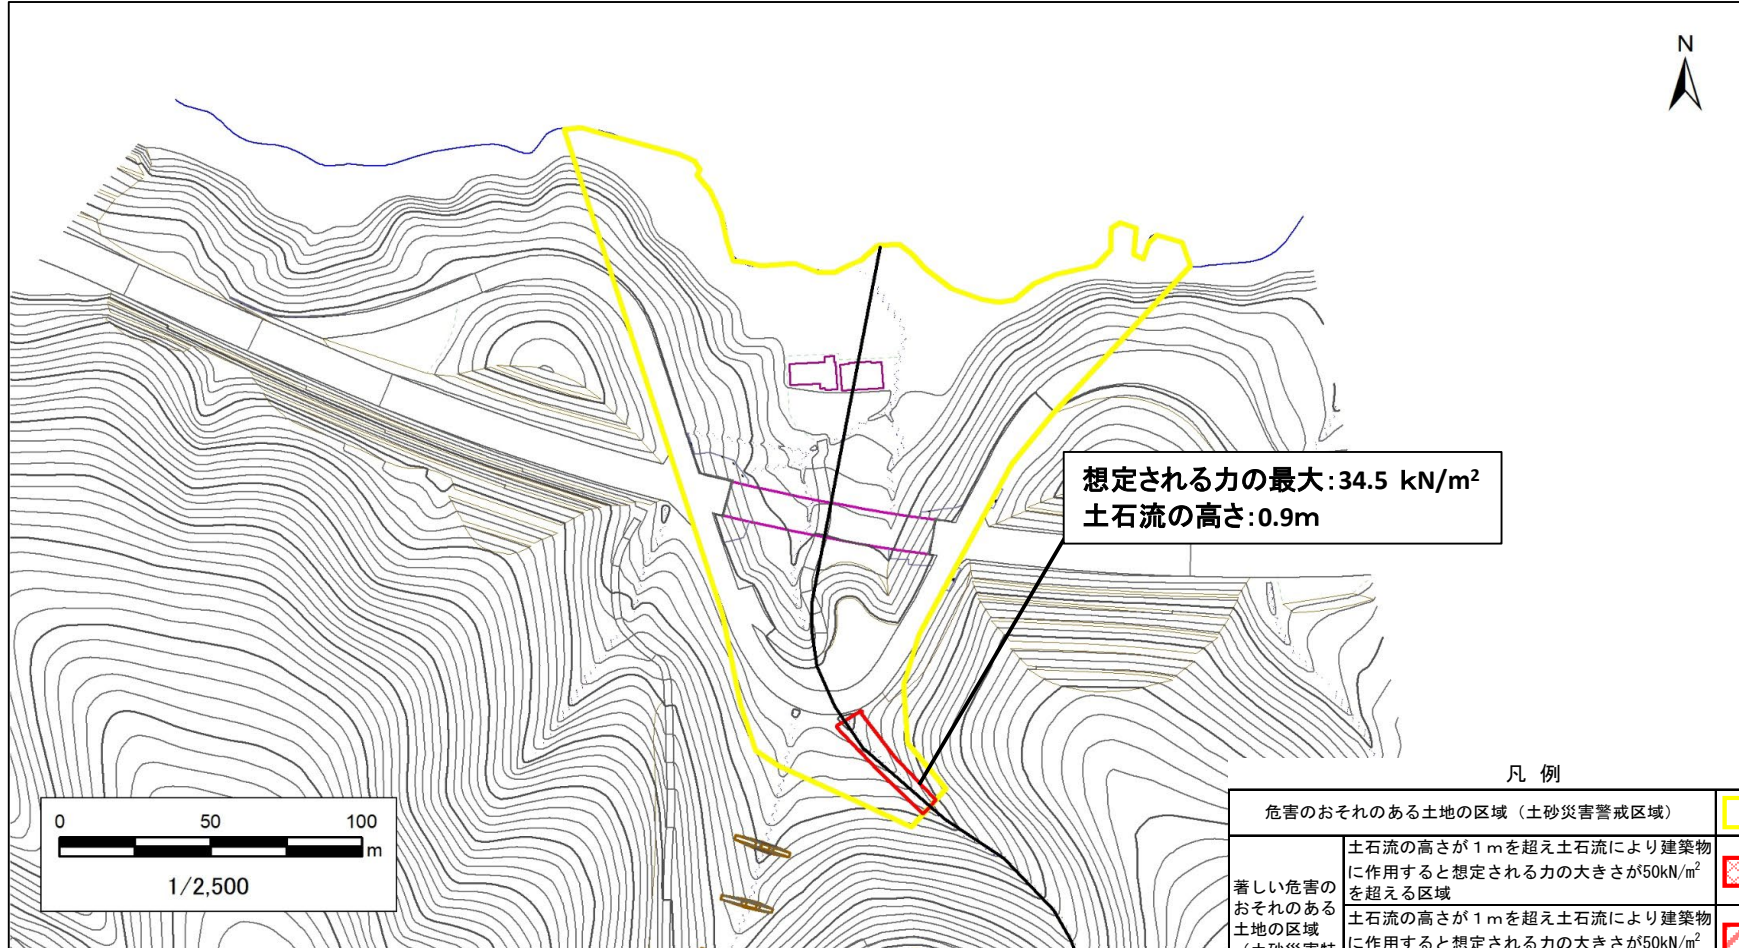 N
想定される力の最大:34.5 kN/m²
土石流の高さ:0.9m
0 50 100
m
1/2,500
凡 例
危害のおそれのある土地の区域（土砂災害警戒区域）
著しい危害の
おそれのある
土地の区域
（土砂災害特
土石流の高さが１ｍを超え土石流により建築物
に作用すると想定される力の大きさが50kN/m²
を超える区域
土石流の高さが１ｍを超え土石流により建築物
に作用すると想定される力の大きさが50kN/m²